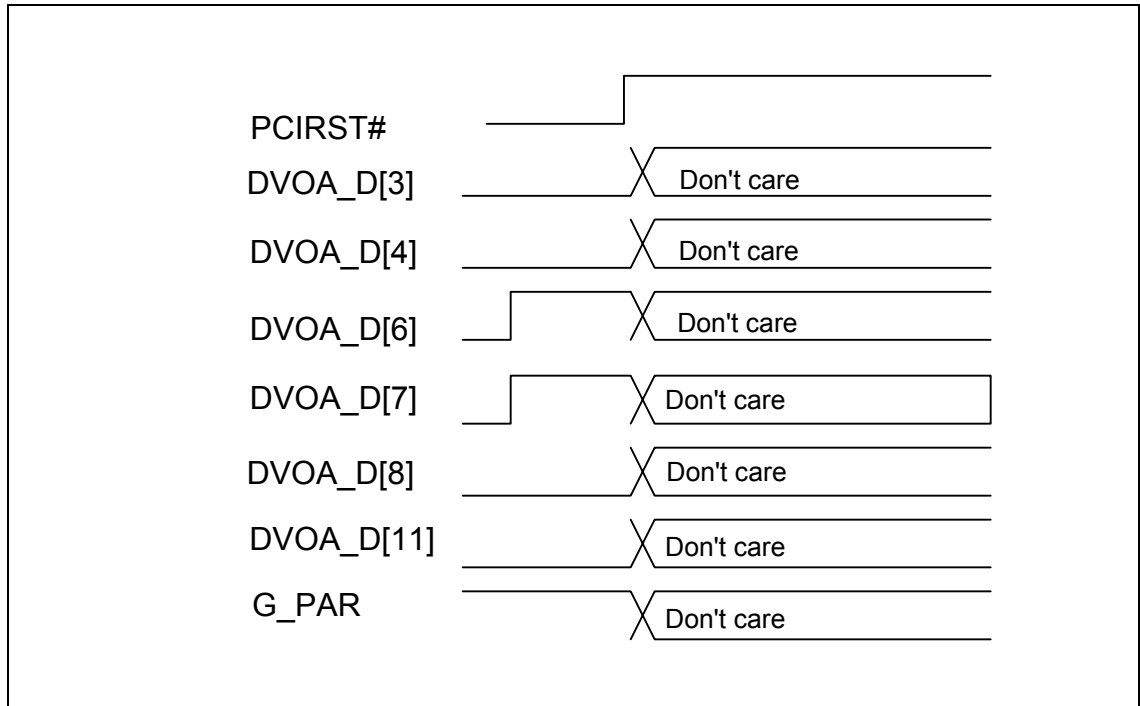 PCIRST#
DVOA_D[3] Don't care
DVOA_D[4] Don't care
DVOA_D[6] Don't care
DVOA_D[7] Don't care
DVOA_D[8] Don't care
DVOA_D[11] Don't care
G_PAR Don't care